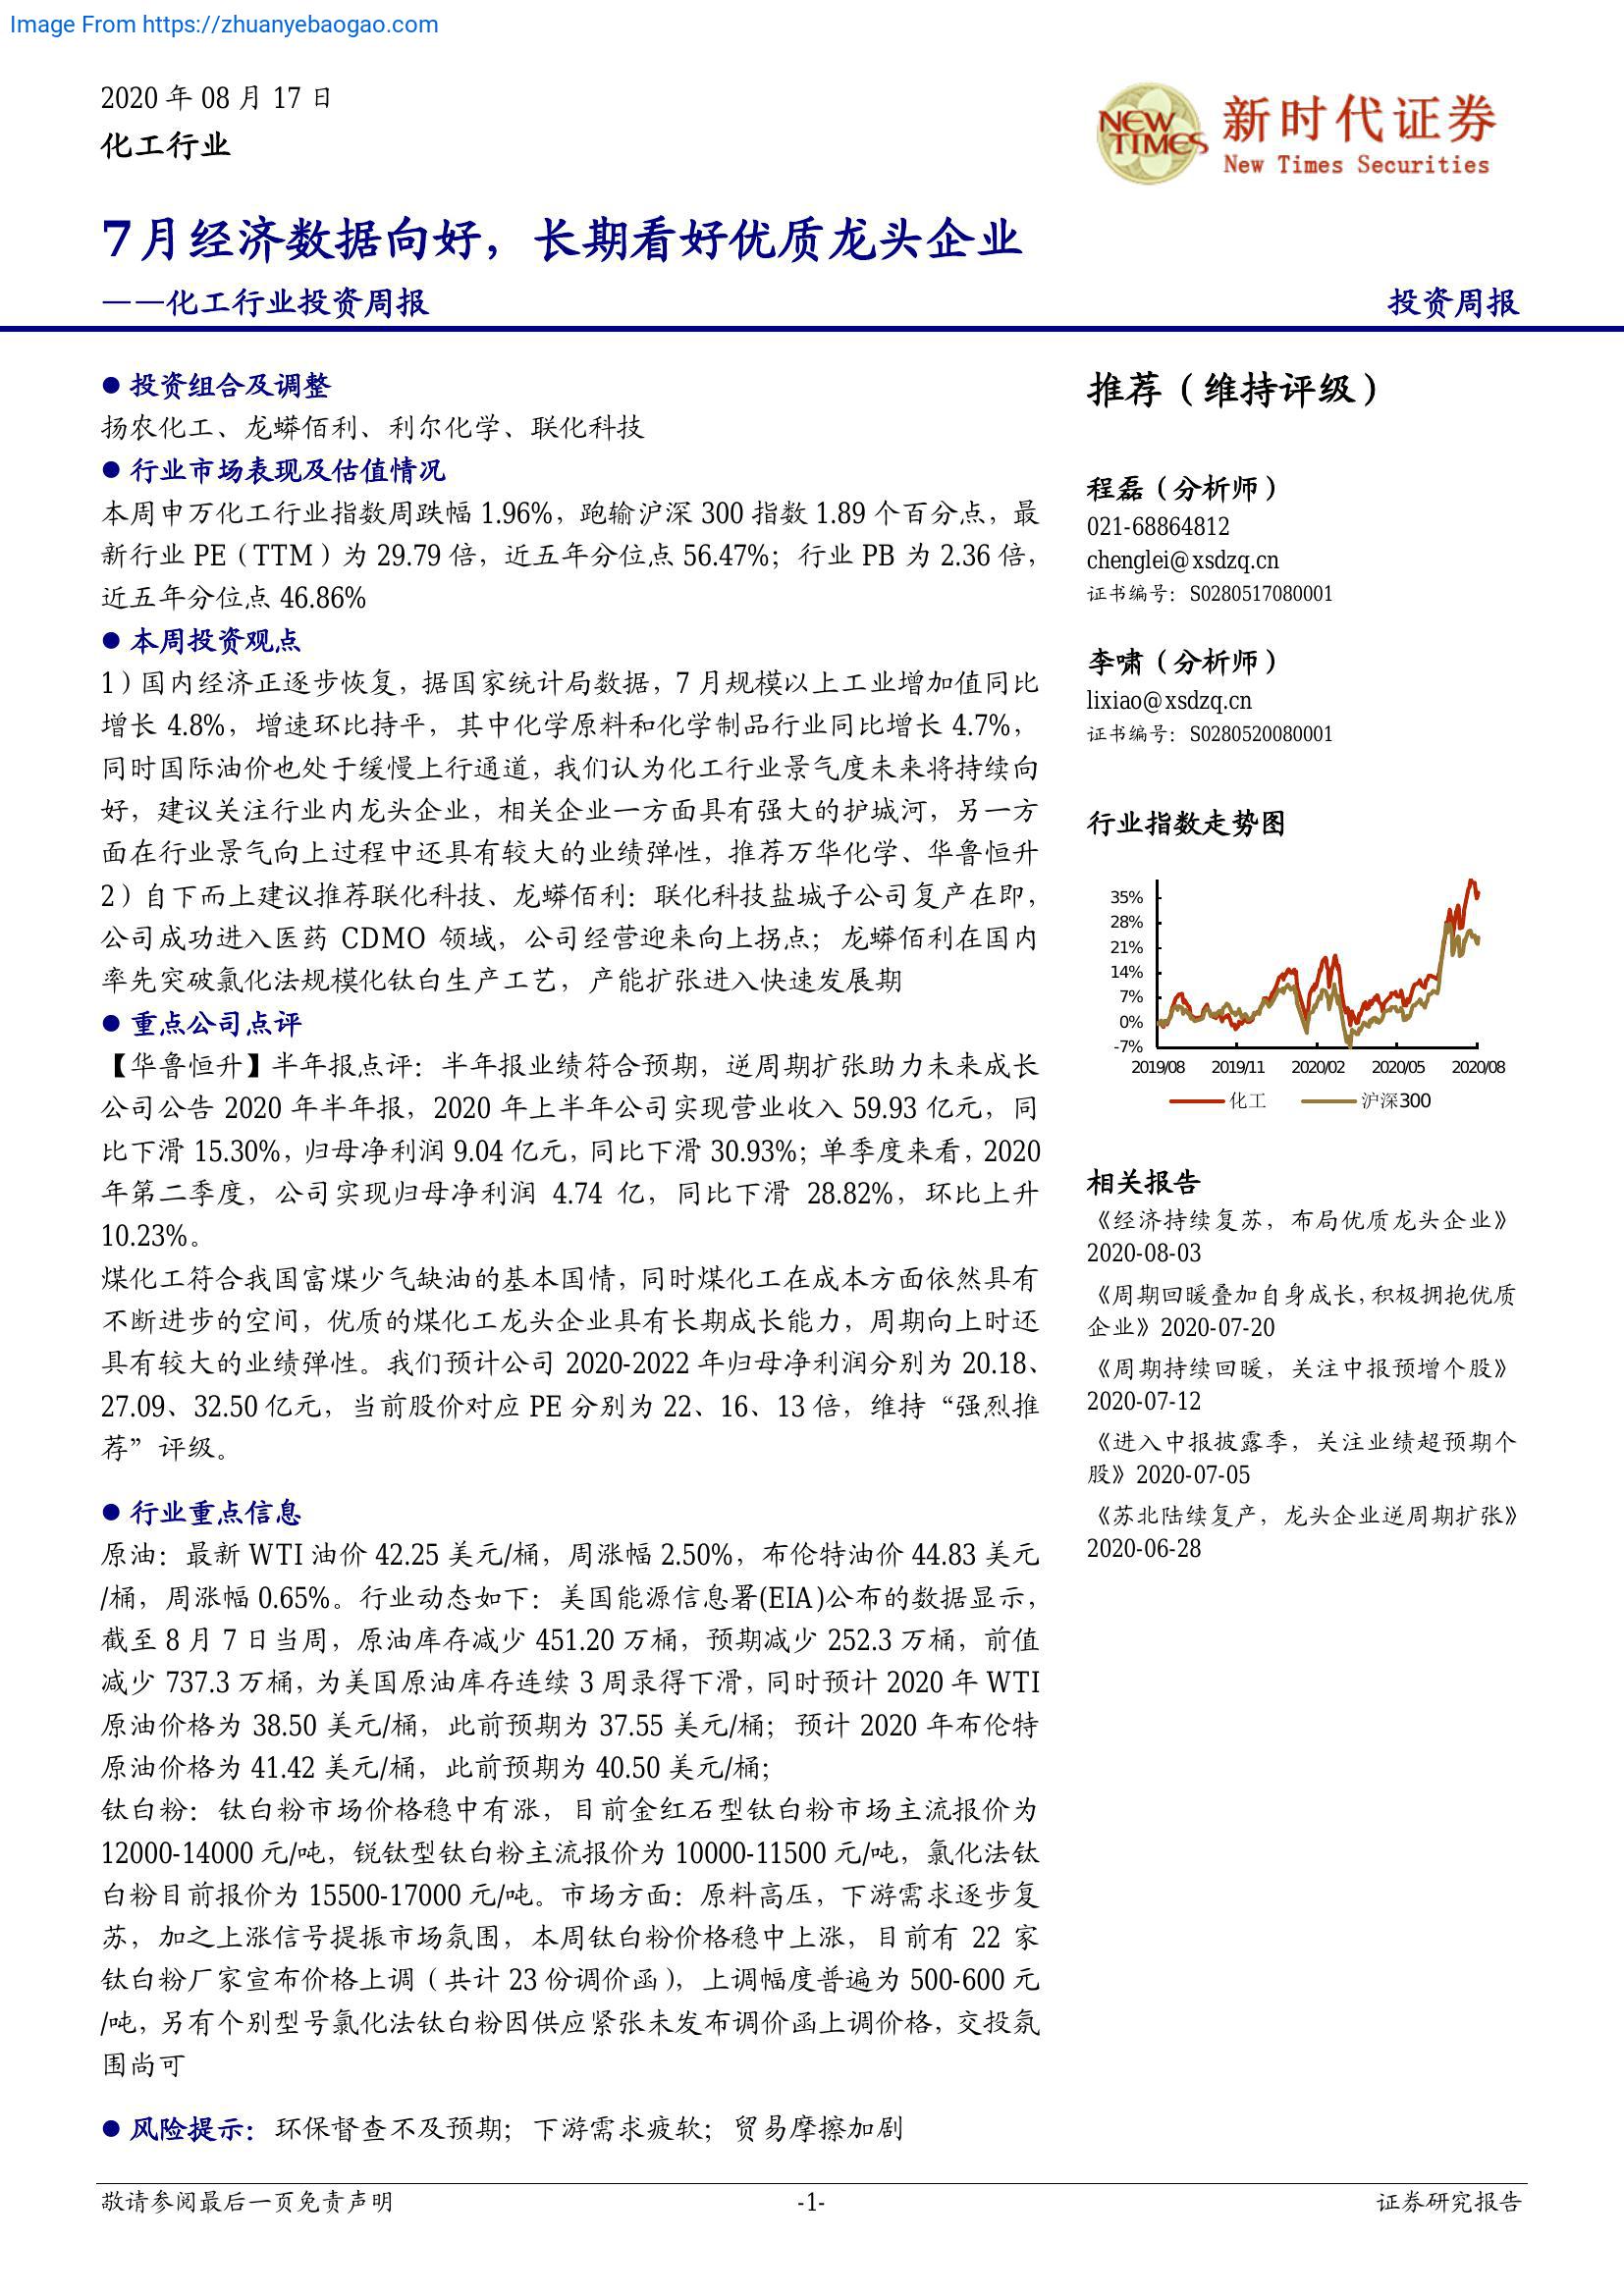 Image From https://zhuanyebaogao.com
2020 年 08 月 17 日
化工行业
NEW TIMES
新时代证券
New Times Securities
7 月经济数据向好，长期看好优质龙头企业
——化工行业投资周报
投资周报
● 投资组合及调整
扬农化工、龙蟒佰利、利尔化学、联化科技
● 行业市场表现及估值情况
本周申万化工行业指数周跌幅 1.96%，跑输沪深 300 指数 1.89 个百分点，最
新行业 PE（TTM）为 29.79 倍，近五年分位点 56.47%；行业 PB 为 2.36 倍，
近五年分位点 46.86%
● 本周投资观点
1）国内经济正逐步恢复，据国家统计局数据，7 月规模以上工业增加值同比
增长 4.8%，增速环比持平，其中化学原料和化学制品行业同比增长 4.7%，
同时国际油价也处于缓慢上行通道，我们认为化工行业景气度未来将持续向
好，建议关注行业内龙头企业，相关企业一方面具有强大的护城河，另一方
面在行业景气向上过程中还具有较大的业绩弹性，推荐万华化学、华鲁恒升
2）自下而上建议推荐联化科技、龙蟒佰利：联化科技盐城子公司复产在即，
公司成功进入医药 CDMO 领域，公司经营迎来向上拐点；龙蟒佰利在国内
率先突破氯化法规模化钛白生产工艺，产能扩张进入快速发展期
● 重点公司点评
【华鲁恒升】半年报点评：半年报业绩符合预期，逆周期扩张助力未来成长
公司公告 2020 年半年报，2020 年上半年公司实现营业收入 59.93 亿元，同
比下滑 15.30%，归母净利润 9.04 亿元，同比下滑 30.93%；单季度来看，2020
年第二季度，公司实现归母净利润 4.74 亿，同比下滑 28.82%，环比上升
10.23%。
煤化工符合我国富煤少气缺油的基本国情，同时煤化工在成本方面依然具有
不断进步的空间，优质的煤化工龙头企业具有长期成长能力，周期向上时还
具有较大的业绩弹性。我们预计公司 2020-2022 年归母净利润分别为 20.18、
27.09、32.50 亿元，当前股价对应 PE 分别为 22、16、13 倍，维持“强烈推
荐”评级。
● 行业重点信息
原油：最新 WTI 油价 42.25 美元/桶，周涨幅 2.50%，布伦特油价 44.83 美元
/桶，周涨幅 0.65%。行业动态如下：美国能源信息署(EIA)公布的数据显示，
截至 8 月 7 日当周，原油库存减少 451.20 万桶，预期减少 252.3 万桶，前值
减少 737.3 万桶，为美国原油库存连续 3 周录得下滑，同时预计 2020 年 WTI
原油价格为 38.50 美元/桶，此前预期为 37.55 美元/桶；预计 2020 年布伦特
原油价格为 41.42 美元/桶，此前预期为 40.50 美元/桶；
钛白粉：钛白粉市场价格稳中有涨，目前金红石型钛白粉市场主流报价为
12000-14000 元/吨，锐钛型钛白粉主流报价为 10000-11500 元/吨，氯化法钛
白粉目前报价为 15500-17000 元/吨。市场方面：原料高压，下游需求逐步复
苏，加之上涨信号提振市场氛围，本周钛白粉价格稳中上涨，目前有 22 家
钛白粉厂家宣布价格上调（共计 23 份调价函），上调幅度普遍为 500-600 元
/吨，另有个别型号氯化法钛白粉因供应紧张未发布调价函上调价格，交投氛
围尚可
● 风险提示：环保督查不及预期；下游需求疲软；贸易摩擦加剧
推荐（维持评级）
程磊（分析师）
021-68864812
chenglei@xsdzq.cn
证书编号：S0280517080001
李啸（分析师）
lixiao@xsdzq.cn
证书编号：S0280520080001
行业指数走势图
35%
28%
21%
14%
7%
0%
-7%
2019/08 2019/11 2020/02 2020/05 2020/08
化工 沪深300
相关报告
《经济持续复苏，布局优质龙头企业》
2020-08-03
《周期回暖叠加自身成长，积极拥抱优质
企业》2020-07-20
《周期持续回暖，关注中报预增个股》
2020-07-12
《进入中报披露季，关注业绩超预期个
股》2020-07-05
《苏北陆续复产，龙头企业逆周期扩张》
2020-06-28
敬请参阅最后一页免责声明
-1-
证券研究报告